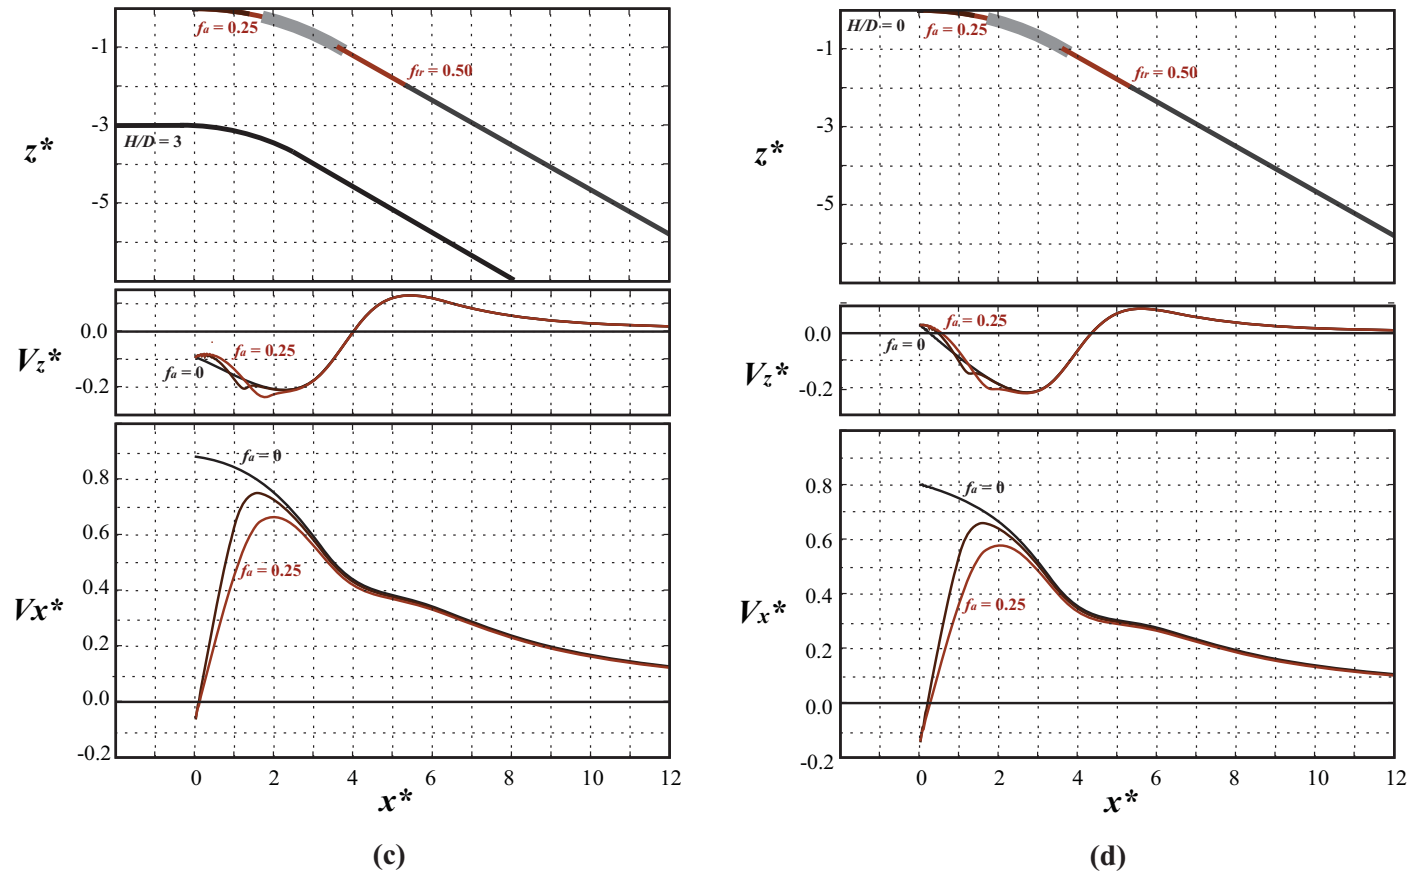 fa = 0.25
-1
ftr = 0.50
-3
H/D = 3
z*
-5
0.0
fa = 0.25
Vz*
fa = 0
-0.2
fa = 0
0.8
0.6
fa = 0.25
0.4
Vx*
0.2
0.0
-0.2
0 2 4 6 8 10 12
x*
(c)
H/D = 0
fa = 0.25
-1
ftr = 0.50
-3
z*
-5
fa. = 0.25
0.0
fa = 0
Vz*
-0.2
0.8
fa = 0
0.6
0.4
fa = 0.25
Vx*
0.2
0.0
-0.2
0 2 4 6 8 10 12
x*
(d)